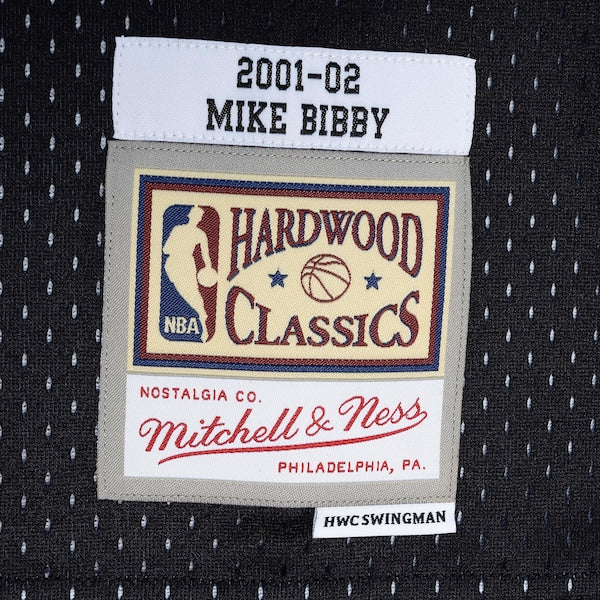 2001-02
MIKE BIBBY
HARDWOOD
CLASSICS
NBA
NOSTALGIA CO.
Mitchell & Ness
PHILADELPHIA, PA.
HWC SWINGMAN